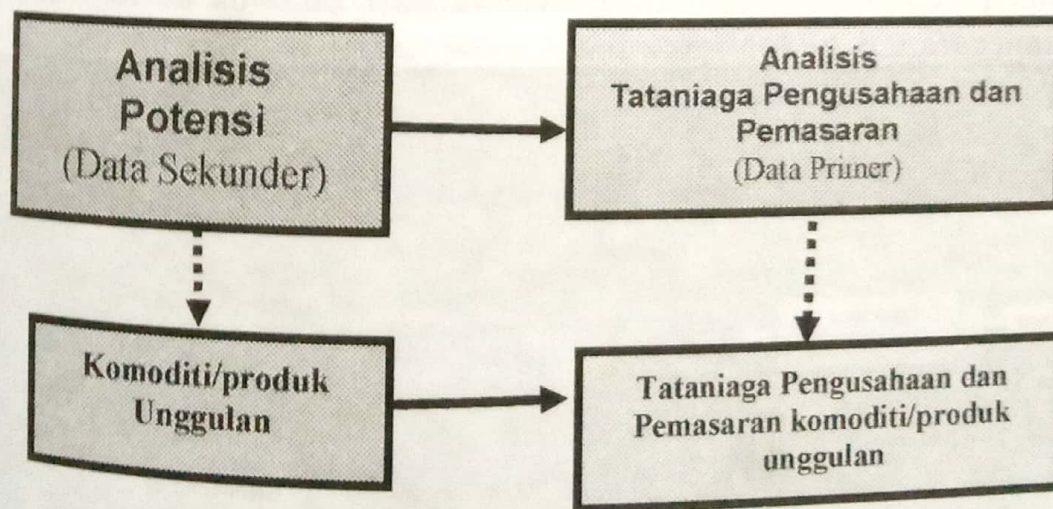 Analisis
Potensi
(Data Sekunder)
Analisis
Tataniaga Pengusahaan dan
Pemasaran
(Data Primer)
Komoditi/produk
Unggulan
Tataniaga Pengusahaan dan
Pemasaran komoditi/produk
unggulan